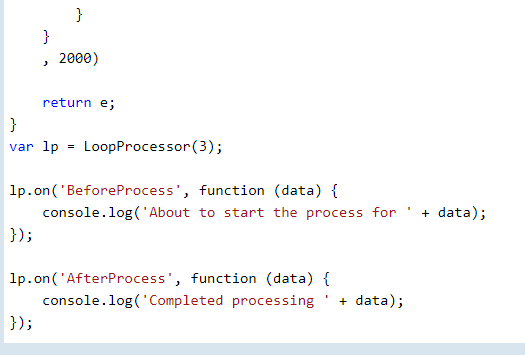 }
    }
    , 2000)
    return e;
}
var lp = LoopProcessor(3);
lp.on('BeforeProcess', function (data) {
    console.log('About to start the process for ' + data);
});
lp.on('AfterProcess', function (data) {
    console.log('Completed processing ' + data);
});